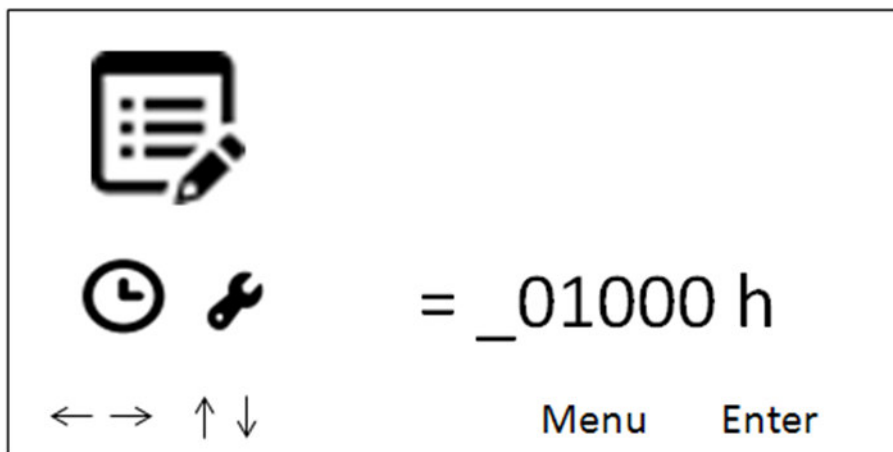 = _01000 h
← → ↑ ↓ Menu Enter